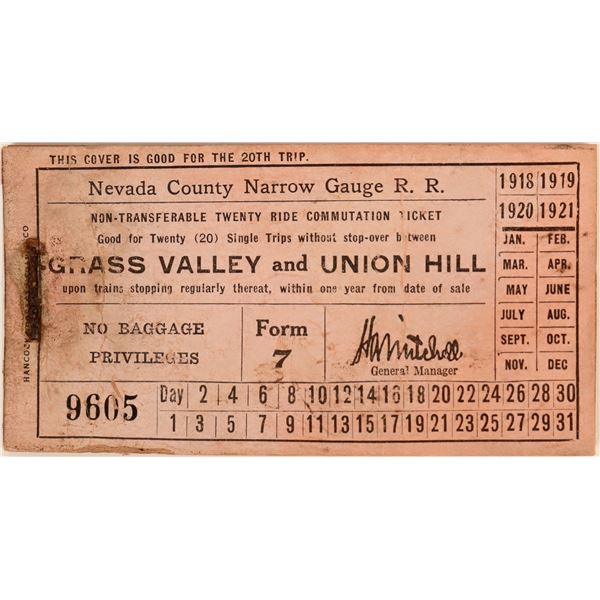 THIS COVER IS GOOD FOR THE 20TH TRIP.
Nevada County Narrow Gauge R. R.
NON-TRANSFERABLE TWENTY RIDE COMMUTATION TICKET
Good for Twenty (20) Single Trips without stop-over between
GRASS VALLEY and UNION HILL
upon trains stopping regularly thereat, within one year from date of sale
NO BAGGAGE
PRIVILEGES
Form
7
H A Mitchell
General Manager
1918 1919
1920 1921
JAN. FEB.
MAR. APR.
MAY JUNE
JULY AUG.
SEPT. OCT.
NOV. DEC
9605
Day 2 4 6 8 10 12 14 16 18 20 22 24 26 28 30
1 3 5 7 9 11 13 15 17 19 21 23 25 27 29 31